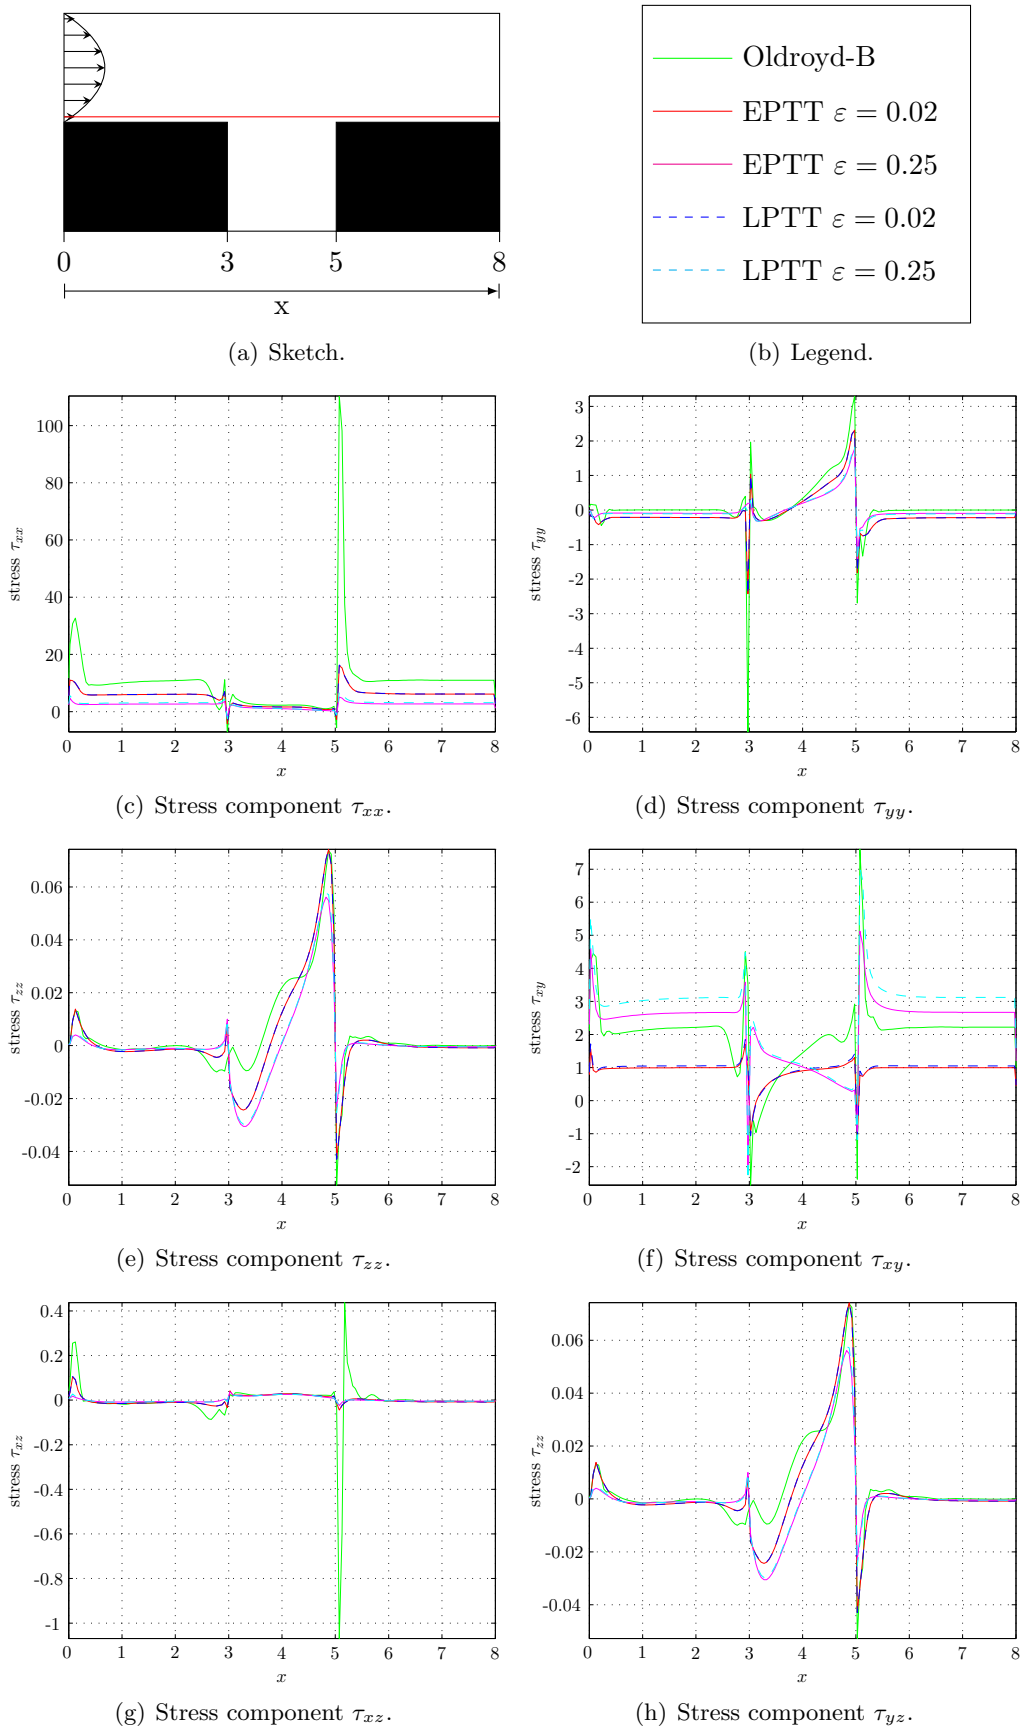 0 3 5 8
x
(a) Sketch.
Oldroyd-B
EPTT ε = 0.02
EPTT ε = 0.25
LPTT ε = 0.02
LPTT ε = 0.25
(b) Legend.
100
80
60
40
20
0
stress τxx
0 1 2 3 4 5 6 7 8
x
(c) Stress component τxx.
3
2
1
0
-1
-2
-3
-4
-5
-6
stress τyy
0 1 2 3 4 5 6 7 8
x
(d) Stress component τyy.
0.06
0.04
0.02
0
-0.02
-0.04
stress τzz
0 1 2 3 4 5 6 7 8
x
(e) Stress component τzz.
7
6
5
4
3
2
1
0
-1
-2
stress τxy
0 1 2 3 4 5 6 7 8
x
(f) Stress component τxy.
0.4
0.2
0
-0.2
-0.4
-0.6
-0.8
-1
stress τxz
0 1 2 3 4 5 6 7 8
x
(g) Stress component τxz.
0.06
0.04
0.02
0
-0.02
-0.04
stress τzz
0 1 2 3 4 5 6 7 8
x
(h) Stress component τyz.